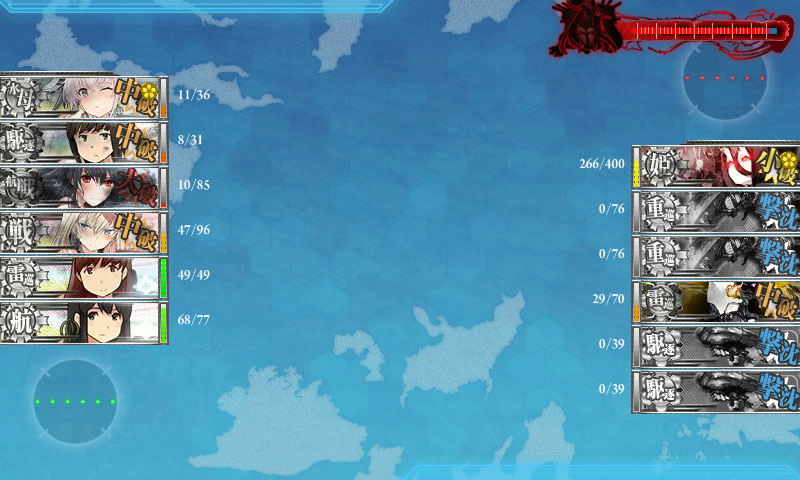 水母 中破 11/36
駆逐 中破 8/31
航戦 大破 10/85
戦 中破 47/96
雷巡 49/49
航 68/77
266/400 姫 小破
0/76 重巡 撃沈
0/76 重巡 撃沈
29/70 雷巡 中破
0/39 駆逐 撃沈
0/39 駆逐 撃沈